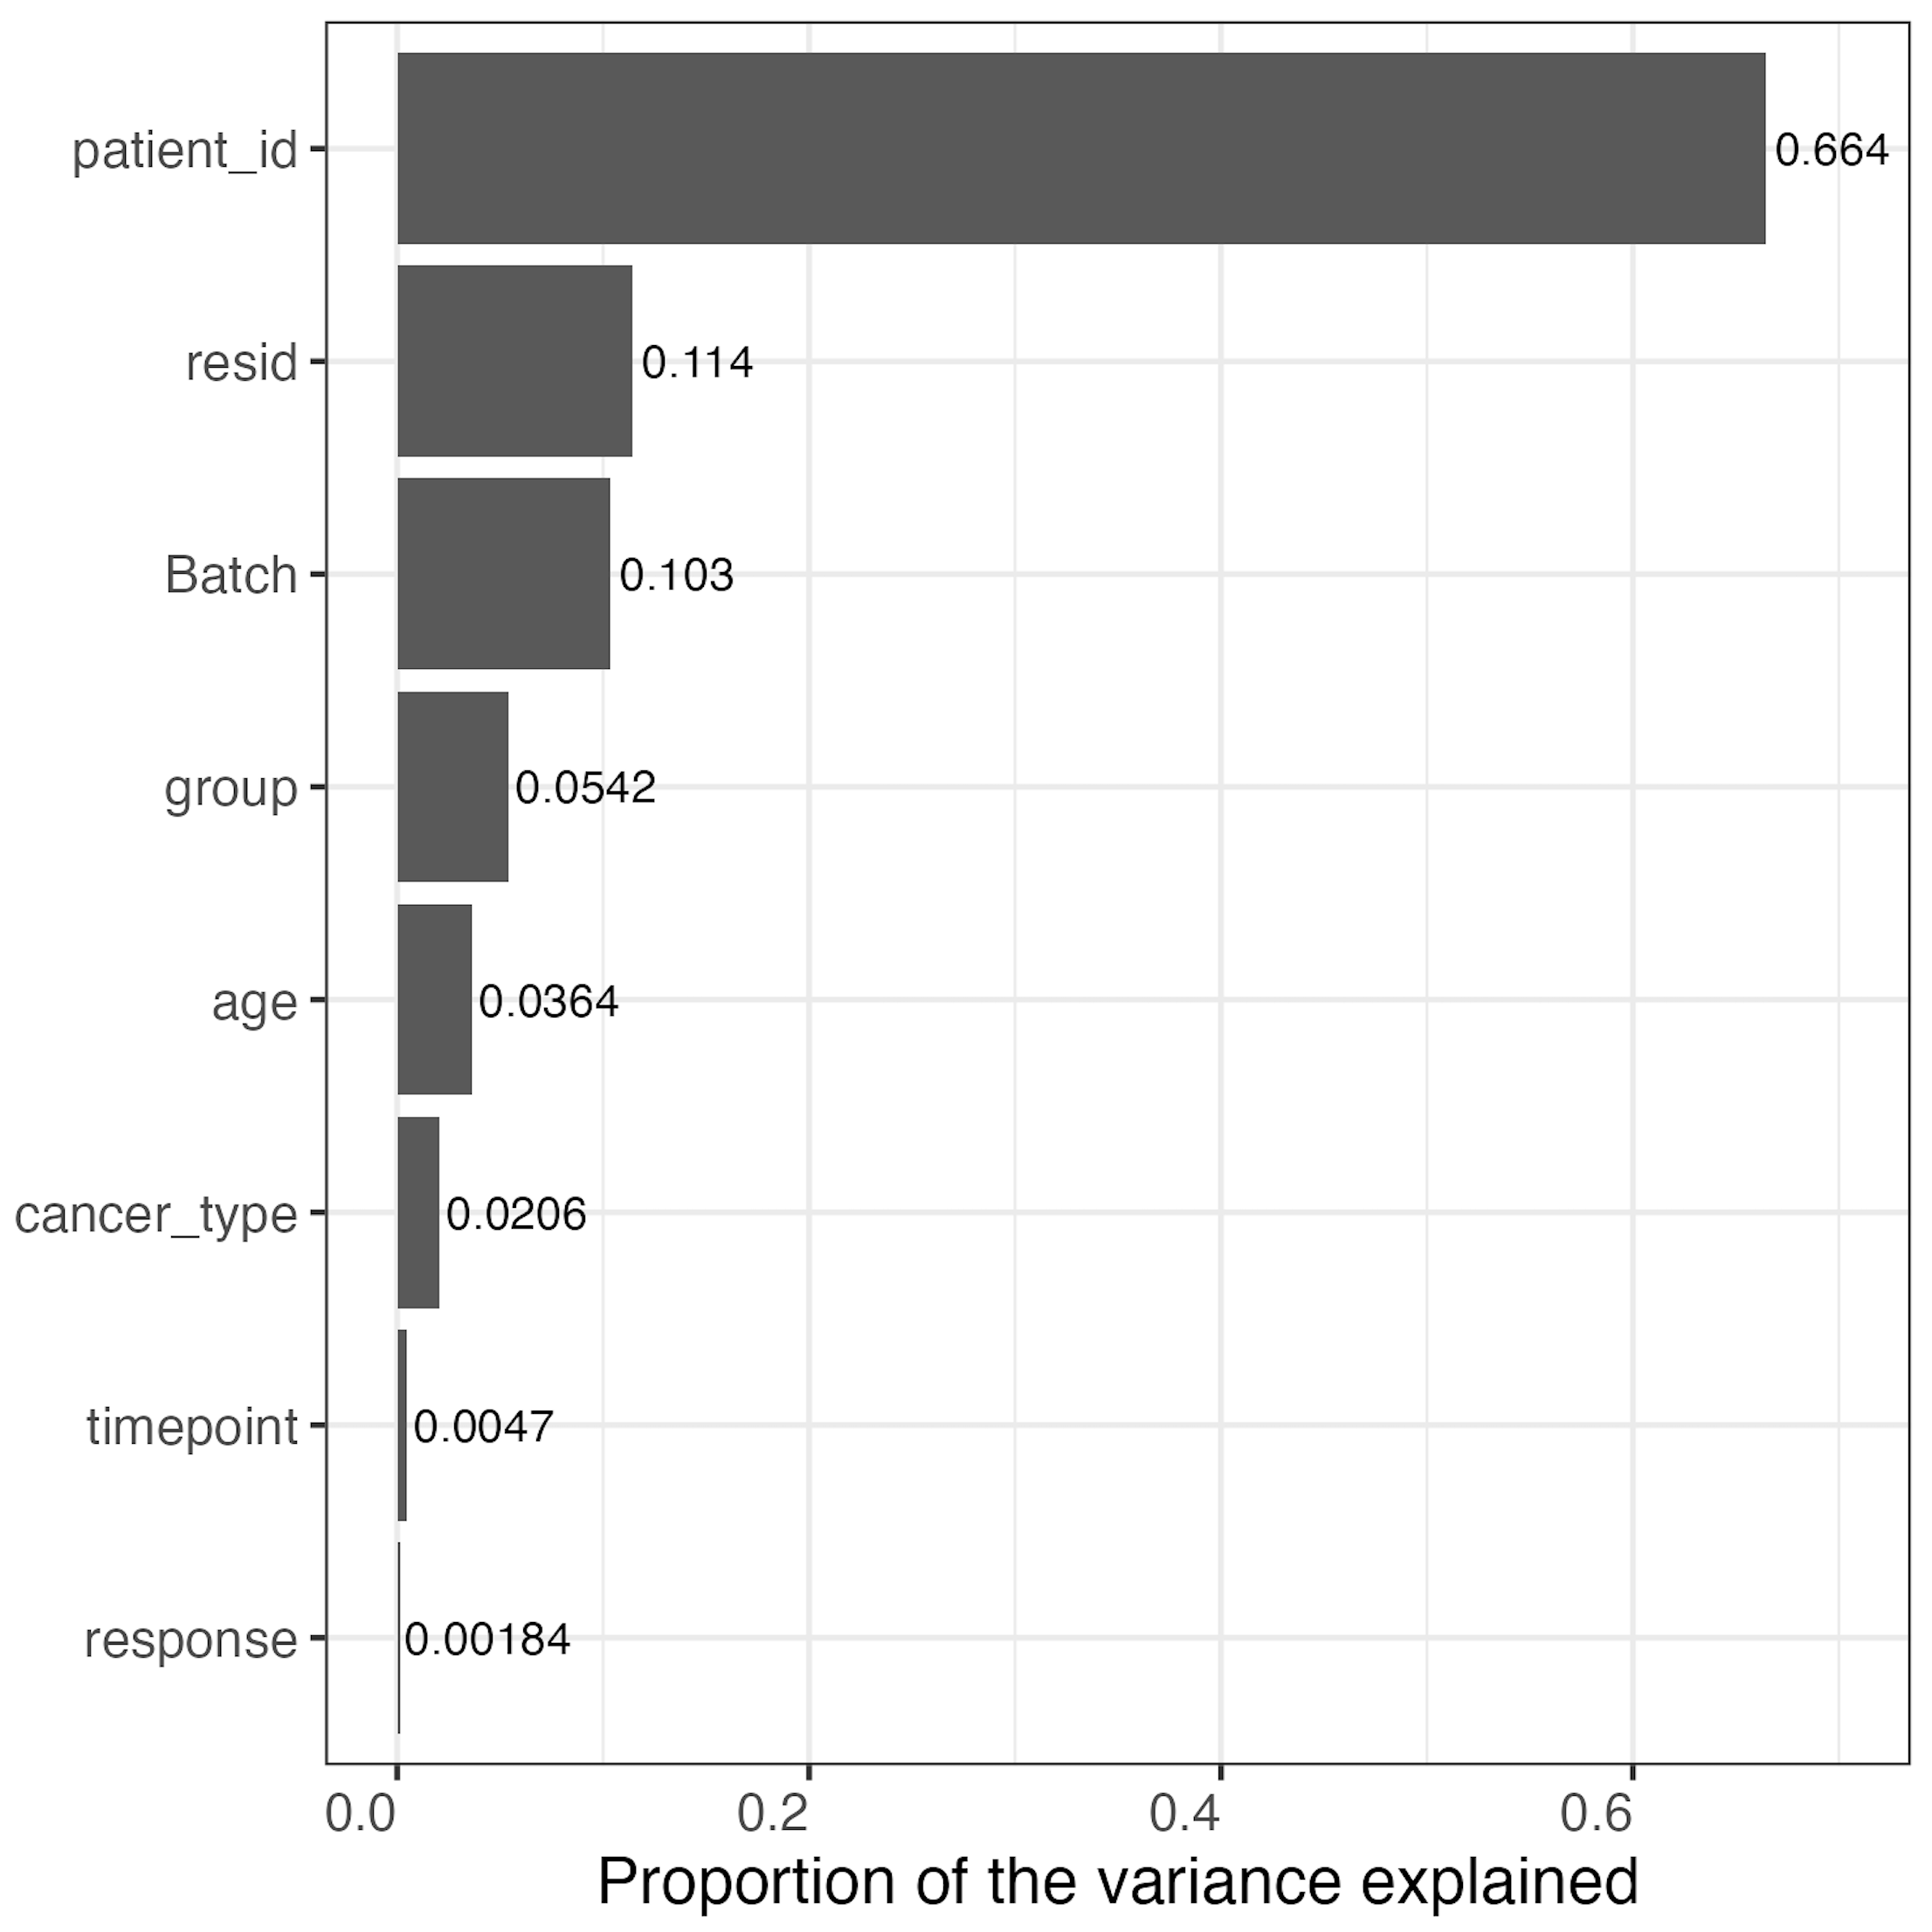 patient_id 0.664
resid 0.114
Batch 0.103
group 0.0542
age 0.0364
cancer_type 0.0206
timepoint 0.0047
response 0.00184
0.0 0.2 0.4 0.6
Proportion of the variance explained